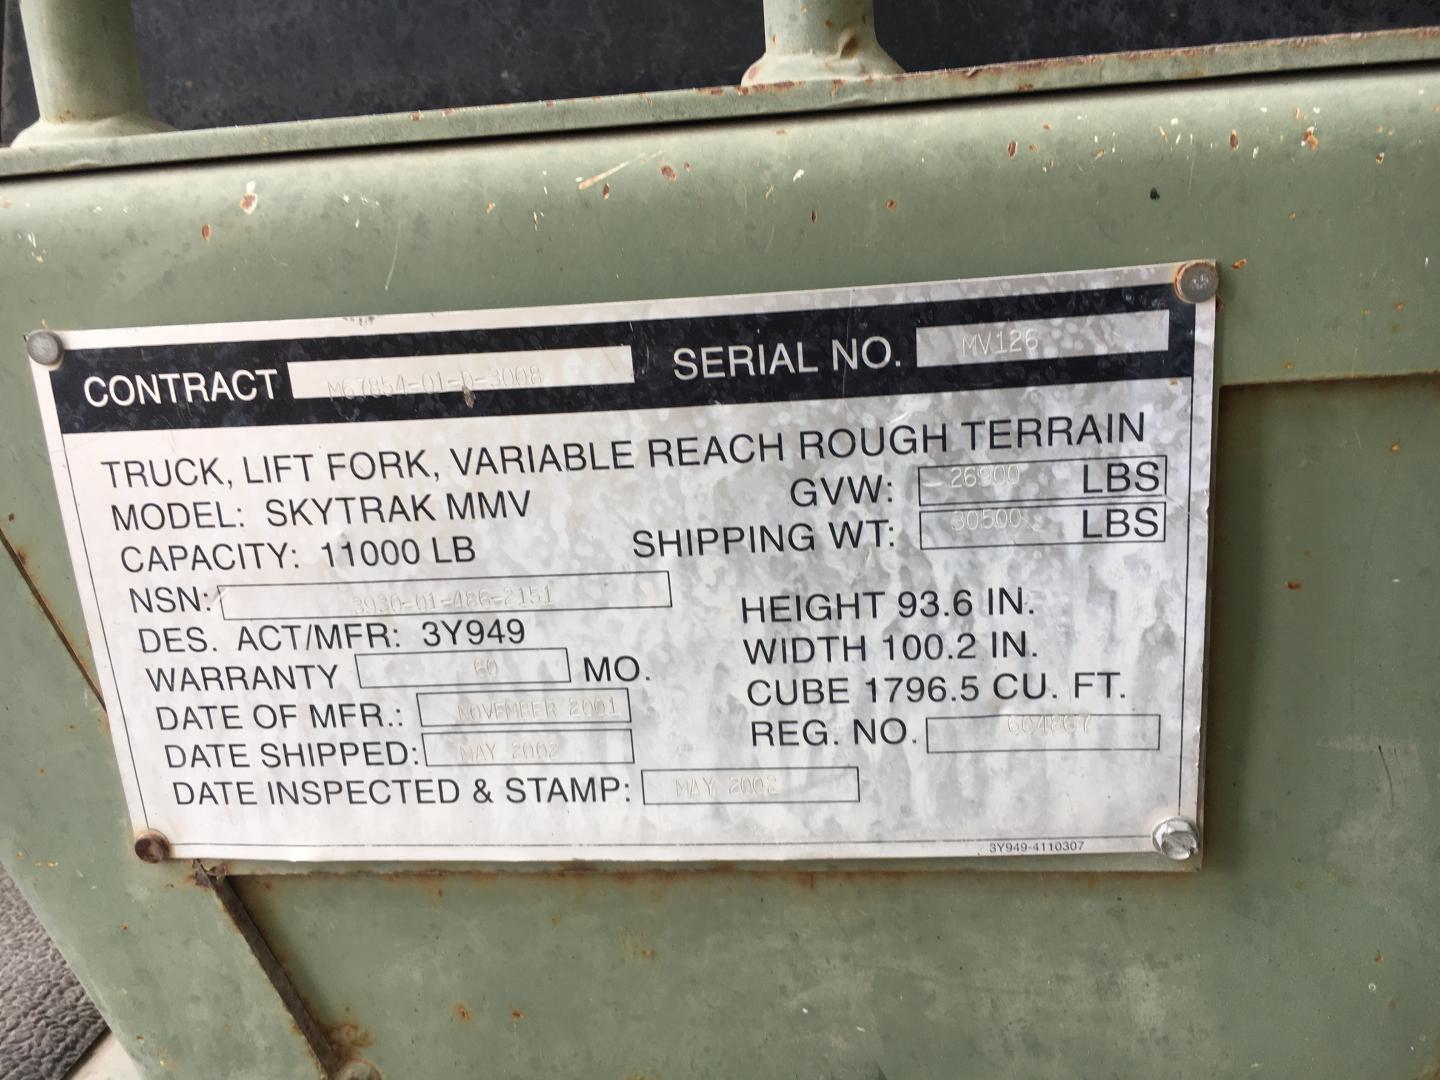 CONTRACT M67854-01-D-3008 SERIAL NO. MV126
TRUCK, LIFT FORK, VARIABLE REACH ROUGH TERRAIN
MODEL: SKYTRAK MMV GVW: 26900 LBS
CAPACITY: 11000 LB SHIPPING WT: 30500 LBS
NSN: 3930-01-486-2151 HEIGHT 93.6 IN.
DES. ACT/MFR: 3Y949 WIDTH 100.2 IN.
WARRANTY 60 MO. CUBE 1796.5 CU. FT.
DATE OF MFR.: NOVEMBER 2001 REG. NO. 604867
DATE SHIPPED: MAY 2002
DATE INSPECTED & STAMP: MAY 2002
3Y949-4110307